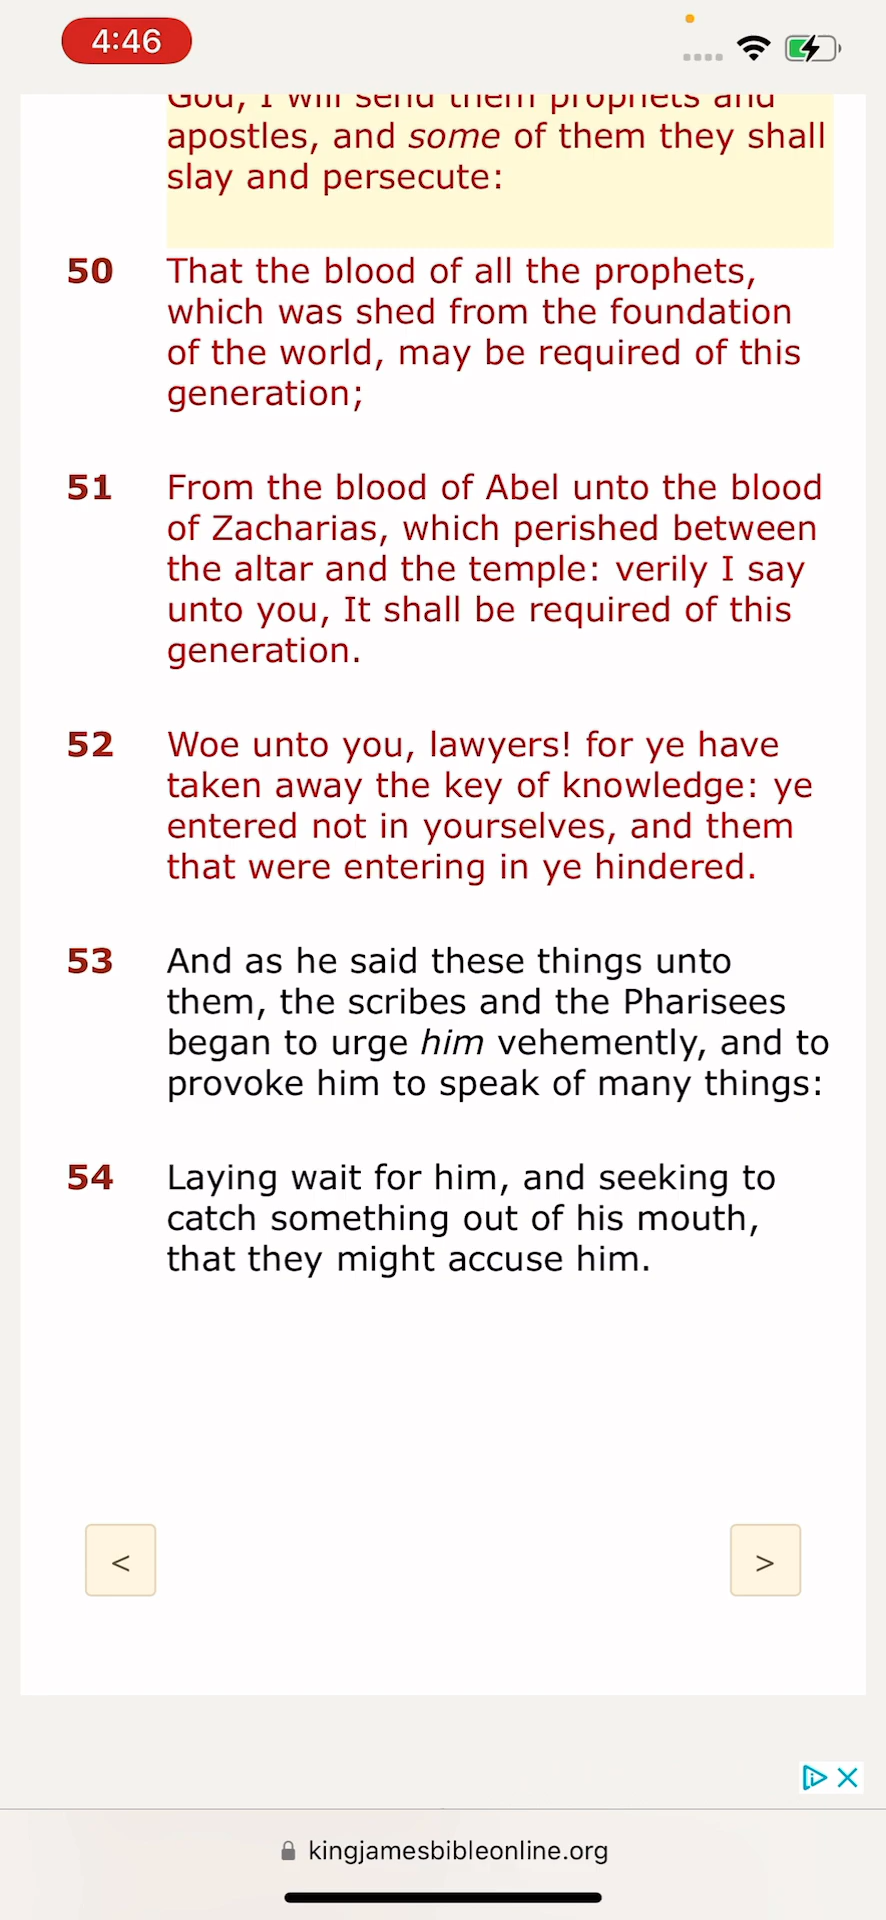 4:46
God, I will send them prophets and
apostles, and some of them they shall
slay and persecute:
50 That the blood of all the prophets,
which was shed from the foundation
of the world, may be required of this
generation;
51 From the blood of Abel unto the blood
of Zacharias, which perished between
the altar and the temple: verily I say
unto you, It shall be required of this
generation.
52 Woe unto you, lawyers! for ye have
taken away the key of knowledge: ye
entered not in yourselves, and them
that were entering in ye hindered.
53 And as he said these things unto
them, the scribes and the Pharisees
began to urge him vehemently, and to
provoke him to speak of many things:
54 Laying wait for him, and seeking to
catch something out of his mouth,
that they might accuse him.
< >
kingjamesbibleonline.org